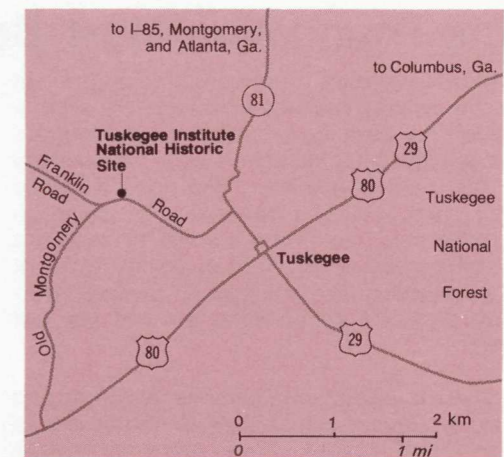 to I–85, Montgomery,
and Atlanta, Ga.
to Columbus, Ga.
81
Tuskegee Institute
National Historic
Site
29
80
Franklin
Road
Road
Tuskegee
National
Forest
Tuskegee
Montgomery
Old
80
29
0 1 2 km
0 1 mi